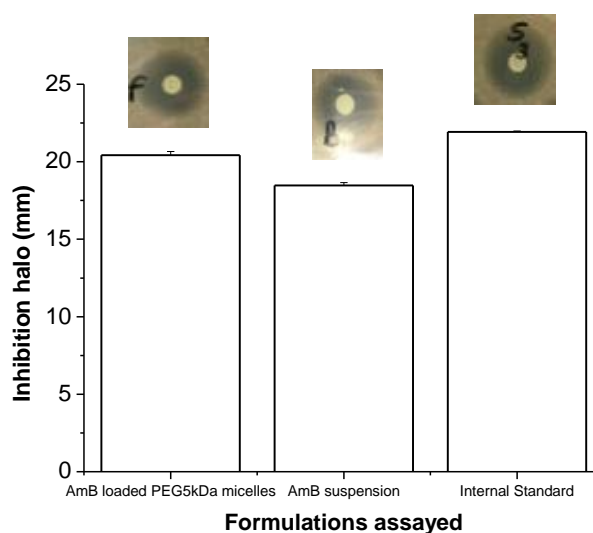 F
B
S
3
Inhibition halo (mm)
25
20
15
10
5
0
AmB loaded PEG5kDa micelles
AmB suspension
Internal Standard
Formulations assayed